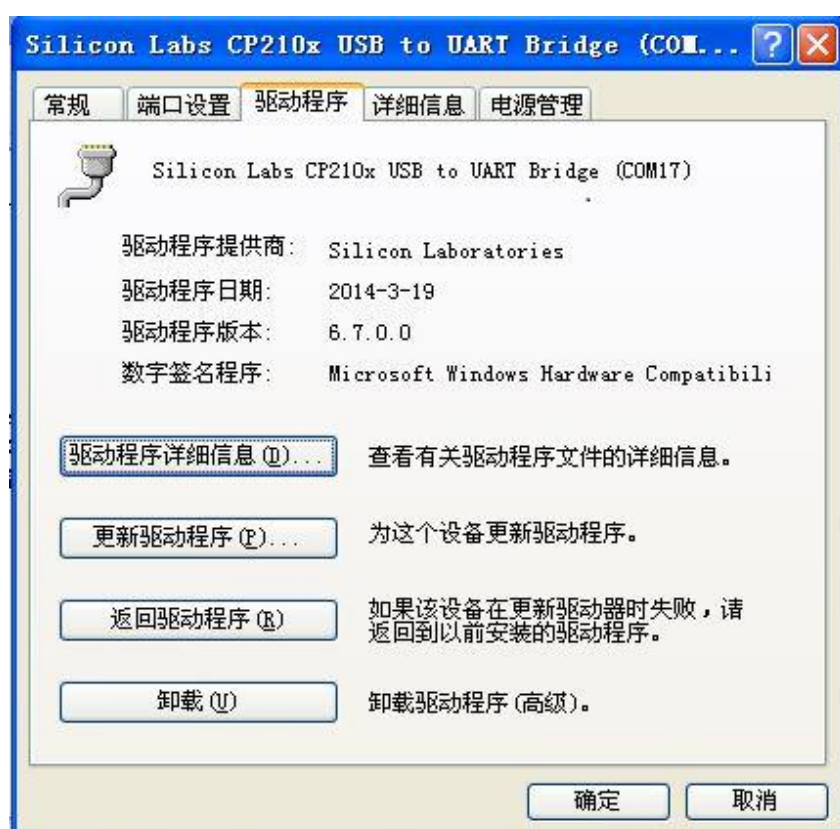 Silicon Labs CP210x USB to UART Bridge (COM...
常规 端口设置 驱动程序 详细信息 电源管理
Silicon Labs CP210x USB to UART Bridge (COM17)
驱动程序提供商: Silicon Laboratories
驱动程序日期: 2014-3-19
驱动程序版本: 6.7.0.0
数字签名程序: Microsoft Windows Hardware Compatibili
驱动程序详细信息(D)... 查看有关驱动程序文件的详细信息。
更新驱动程序(P)... 为这个设备更新驱动程序。
返回驱动程序(R) 如果该设备在更新驱动器时失败，请
返回到以前安装的驱动程序。
卸载(U) 卸载驱动程序(高级)。
确定 取消